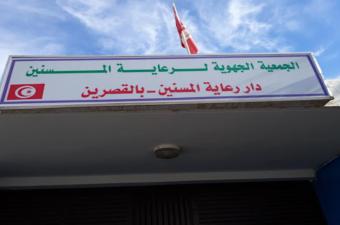 الجمعية الجهوية لرعاية المسنين
دار رعاية المسنين - بالقصرين